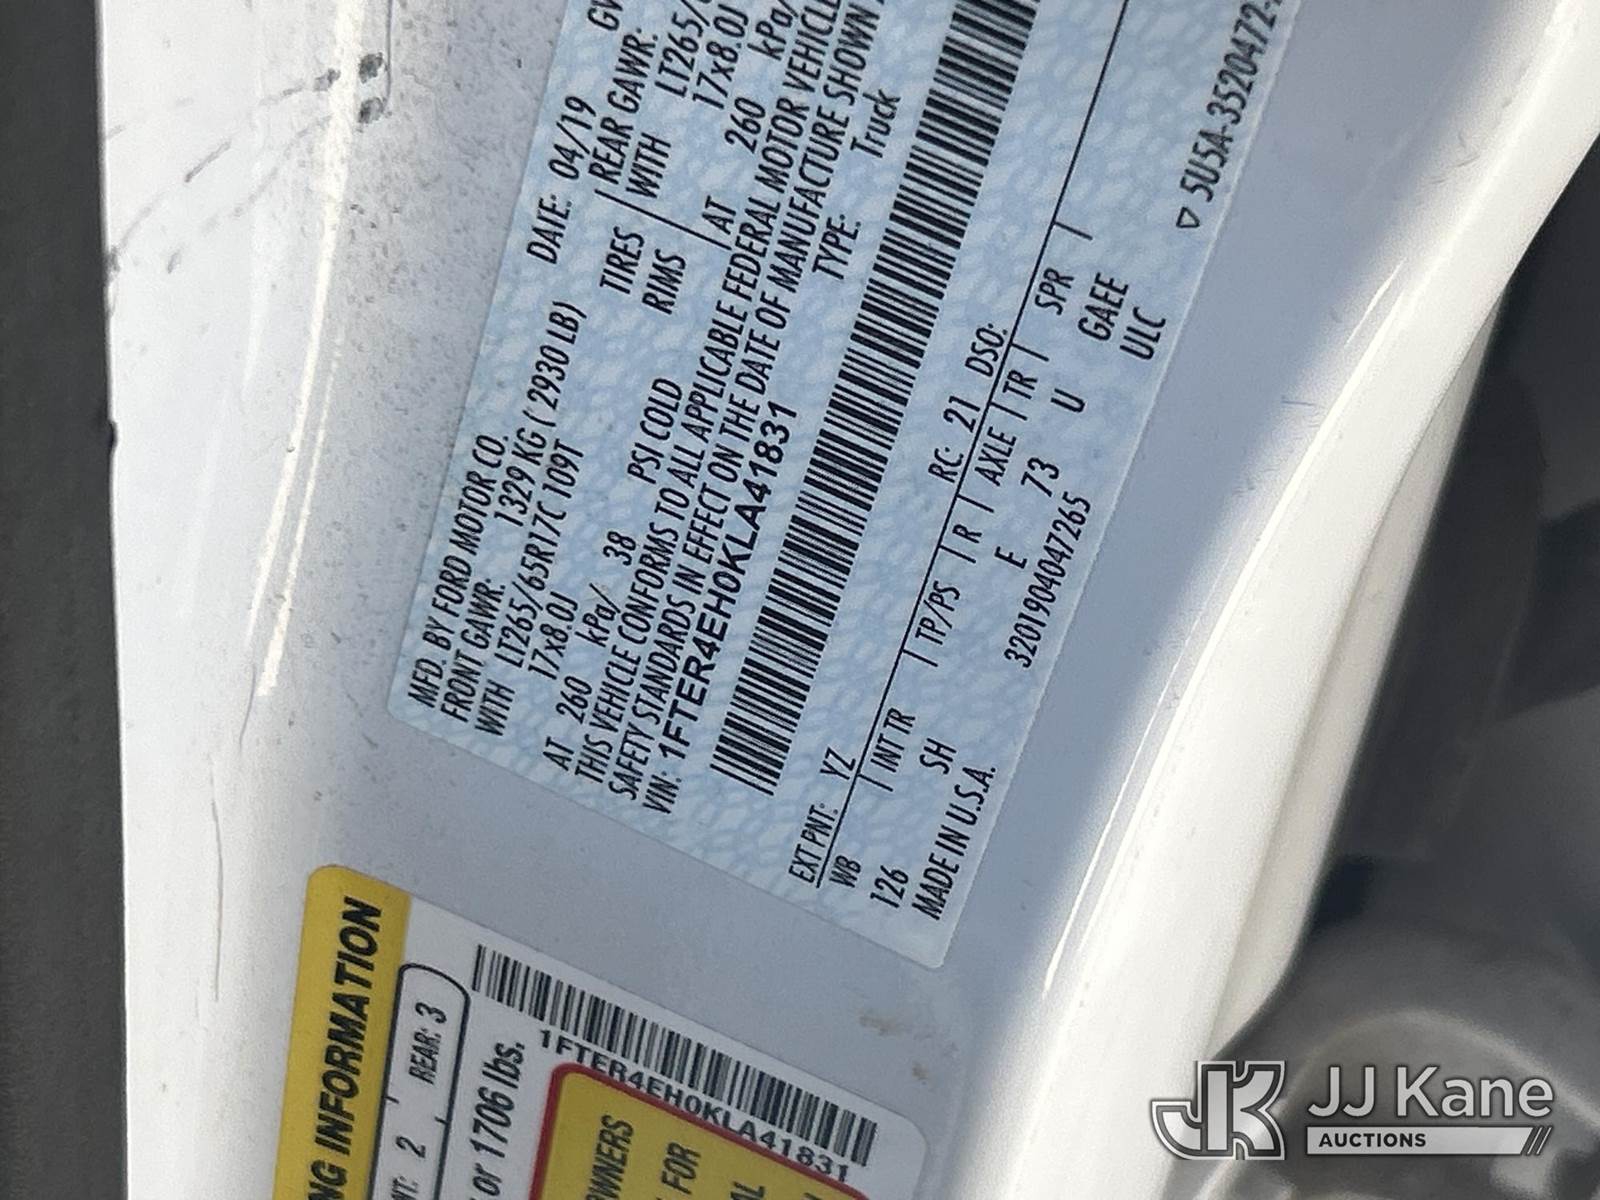 MFD. BY FORD MOTOR CO.
DATE: 04/19
FRONT GAWR: 1329 KG ( 2930 LB)
REAR GAWR:
WITH LT265/65R17C 109T
TIRES WITH
17x8.0J
RIMS
17x8.0J
AT 260 kPa/ 38 PSI COLD
AT 260 kPa/
THIS VEHICLE CONFORMS TO ALL APPLICABLE FEDERAL MOTOR VEHICLE
SAFETY STANDARDS IN EFFECT ON THE DATE OF MANUFACTURE SHOWN
VIN: 1FTER4EH0KLA41831
TYPE: Truck
EXT PNT: YZ RC: 21 DSO:
WB INT TR TP/PS R AXLE TR SPR
126 SH E 73 U GAEE
MADE IN U.S.A. 3201904047265 ULC
▽ 5U5A-3520472-
INFORMATION
2 REAR: 3
or 1706 lbs.
1FTER4EH0KLA41831
OWNERS
FOR
JJ Kane
AUCTIONS